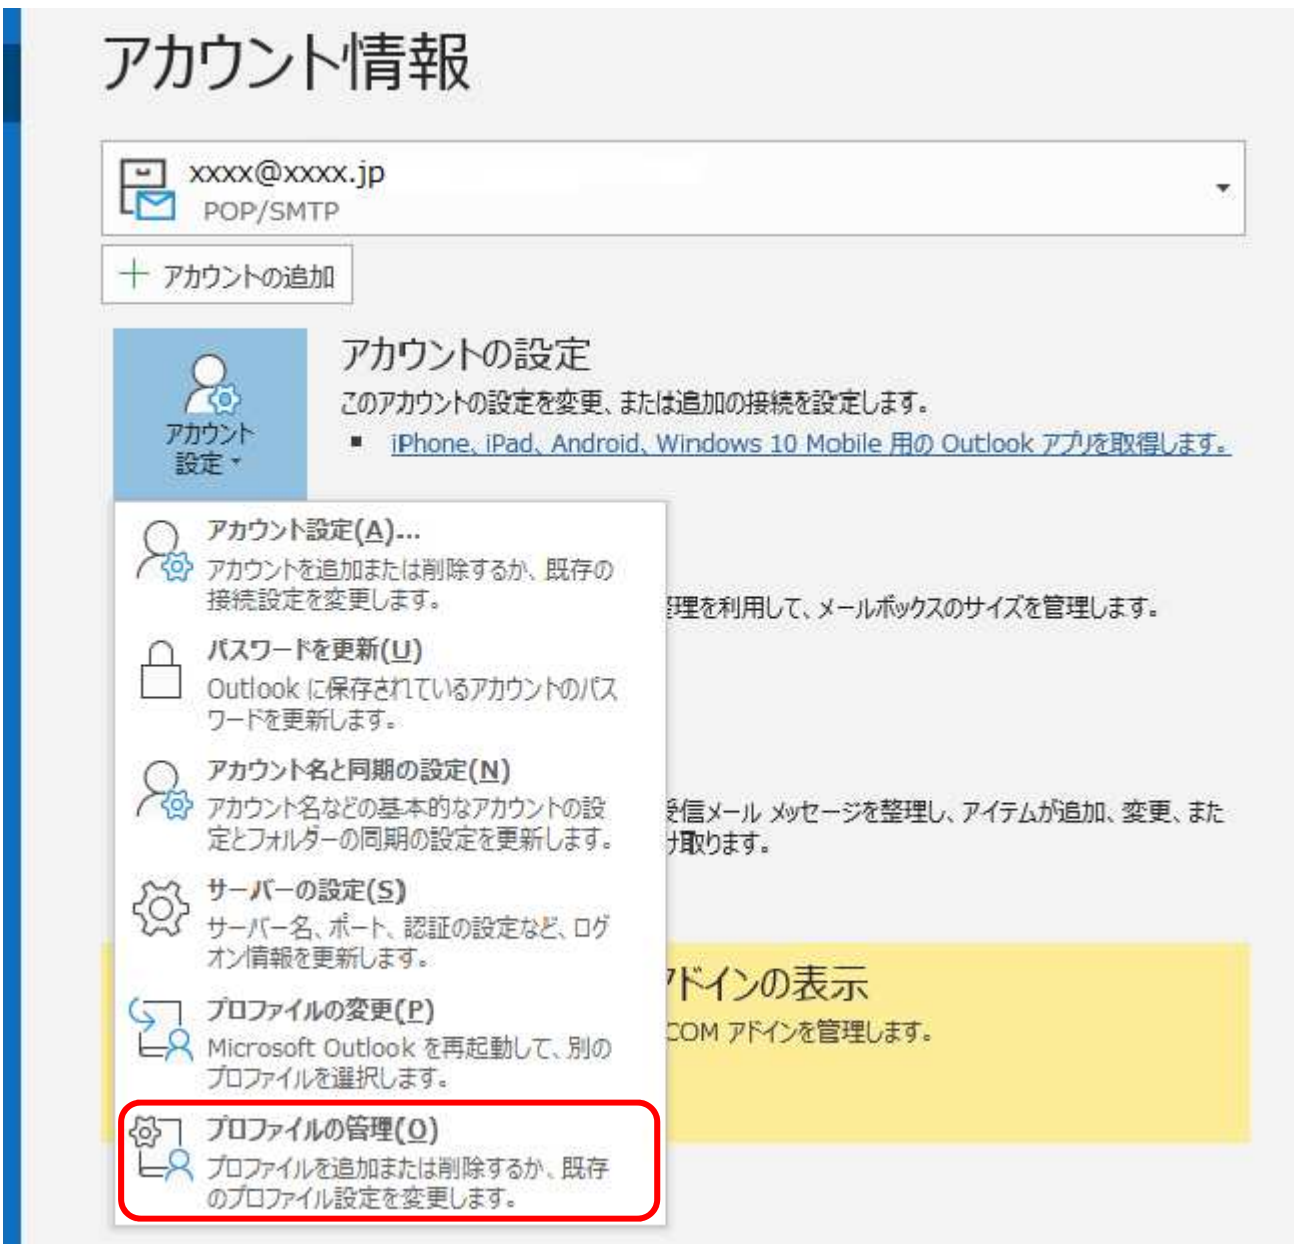 アカウント情報
xxxx@xxxx.jp
POP/SMTP
アカウントの追加
アカウントの設定
このアカウントの設定を変更、または追加の接続を設定します。
アカウント
設定
■ iPhone、iPad、Android、Windows 10 Mobile 用の Outlook アプリを取得します。
アカウント設定(A)...
アカウントを追加または削除するか、既存の
接続設定を変更します。
理を利用して、メールボックスのサイズを管理します。
パスワードを更新(U)
Outlook に保存されているアカウントのパス
ワードを更新します。
アカウント名と同期の設定(N)
アカウント名などの基本的なアカウントの設
定とフォルダーの同期の設定を更新します。
受信メール メッセージを整理し、アイテムが追加、変更、また
け取ります。
サーバーの設定(S)
サーバー名、ポート、認証の設定など、ログ
オン情報を更新します。
アドインの表示
COM アドインを管理します。
プロファイルの変更(P)
Microsoft Outlook を再起動して、別の
プロファイルを選択します。
プロファイルの管理(O)
プロファイルを追加または削除するか、既存
のプロファイル設定を変更します。